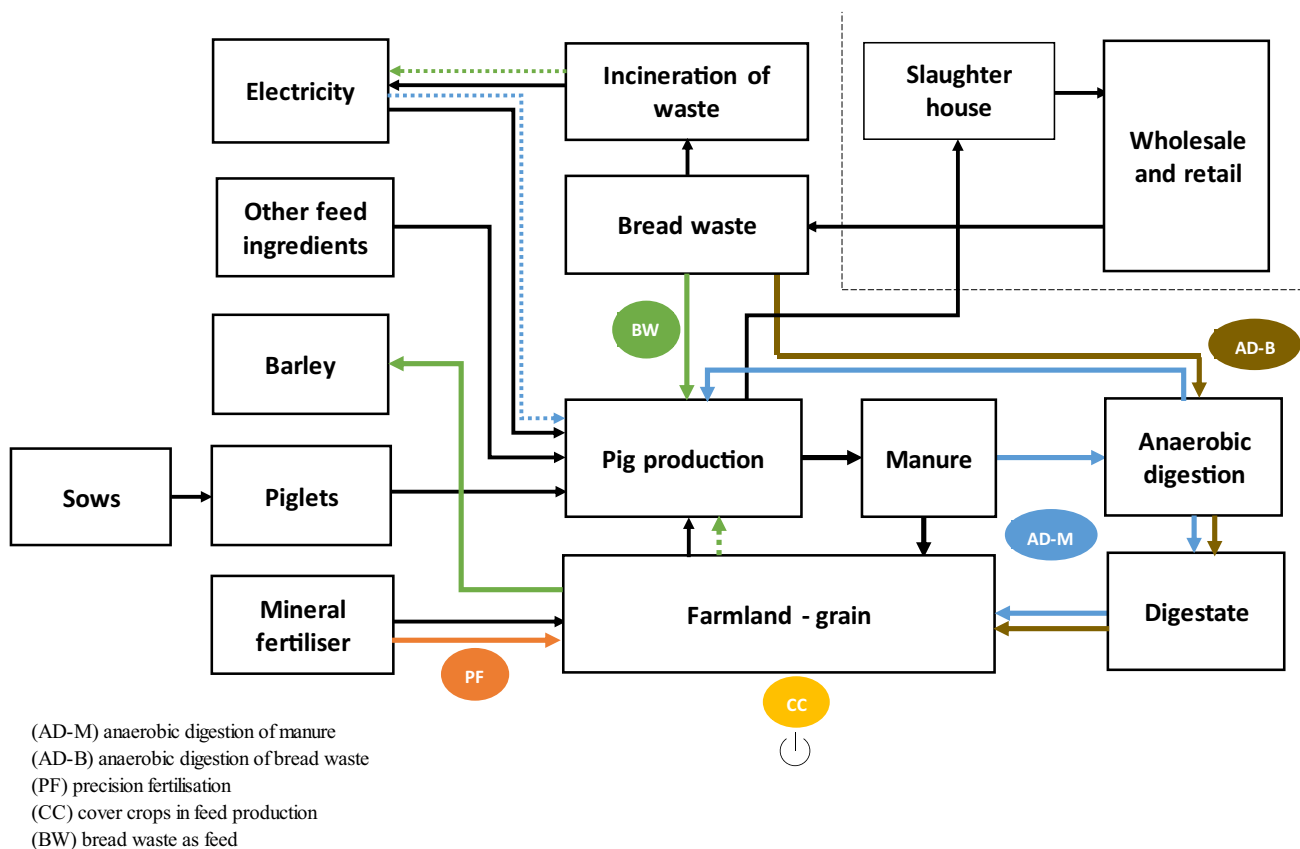 Electricity
Incineration of
waste
Slaughter
house
Wholesale
and retail
Other feed
ingredients
Bread waste
BW
AD-B
Barley
Sows
Piglets
Pig production
Manure
Anaerobic
digestion
AD-M
Mineral
fertiliser
PF
Farmland - grain
Digestate
CC
(AD-M) anaerobic digestion of manure
(AD-B) anaerobic digestion of bread waste
(PF) precision fertilisation
(CC) cover crops in feed production
(BW) bread waste as feed